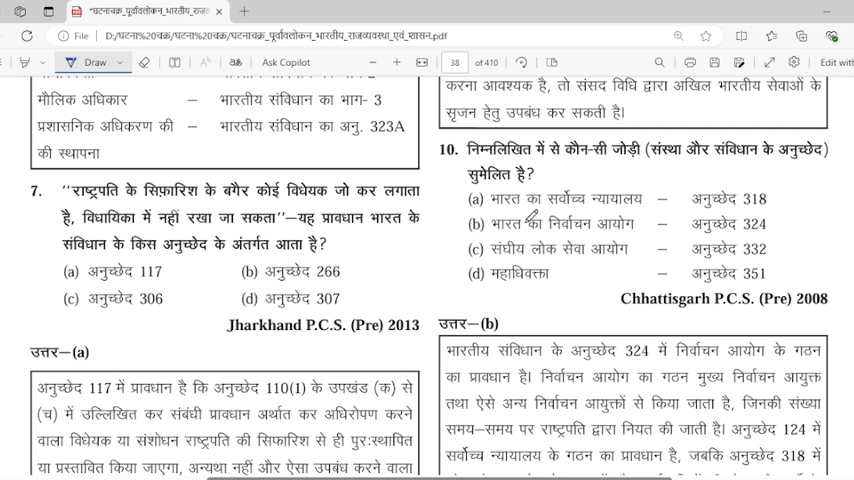 घटनाचक्र_पूर्वावलोकन_भारतीय_राजव
File
D:/घटना%20चक्र/घटनाचक्र/घटनाचक्र_पूर्वावलोकन_भारतीय_राजव्यवस्था_एवं_शासन.pdf
Draw
Ask Copilot
38 of 410
Edit with
मौलिक अधिकार – भारतीय संविधान का भाग- 3
प्रशासनिक अधिकरण की – भारतीय संविधान का अनु. 323A
की स्थापना
7. ''राष्ट्रपति के सिफ़ारिश के बगैर कोई विधेयक जो कर लगाता
है, विधायिका में नहीं रखा जा सकता''–यह प्रावधान भारत के
संविधान के किस अनुच्छेद के अंतर्गत आता है?
(a) अनुच्छेद 117 (b) अनुच्छेद 266
(c) अनुच्छेद 306 (d) अनुच्छेद 307
Jharkhand P.C.S. (Pre) 2013
उत्तर–(a)
अनुच्छेद 117 में प्रावधान है कि अनुच्छेद 110(1) के उपखंड (क) से
(च) में उल्लिखित कर संबंधी प्रावधान अर्थात कर अधिरोपण करने
वाला विधेयक या संशोधन राष्ट्रपति की सिफारिश से ही पुरःस्थापित
या प्रस्तावित किया जाएगा, अन्यथा नहीं और ऐसा उपबंध करने वाला
करना आवश्यक है, तो संसद विधि द्वारा अखिल भारतीय सेवाओं के
सृजन हेतु उपबंध कर सकती है।
10. निम्नलिखित में से कौन-सी जोड़ी (संस्था और संविधान के अनुच्छेद)
सुमेलित है?
(a) भारत का सर्वोच्च न्यायालय – अनुच्छेद 318
(b) भारत का निर्वाचन आयोग – अनुच्छेद 324
(c) संघीय लोक सेवा आयोग – अनुच्छेद 332
(d) महाधिवक्ता – अनुच्छेद 351
Chhattisgarh P.C.S. (Pre) 2008
उत्तर–(b)
भारतीय संविधान के अनुच्छेद 324 में निर्वाचन आयोग के गठन
का प्रावधान है। निर्वाचन आयोग का गठन मुख्य निर्वाचन आयुक्त
तथा ऐसे अन्य निर्वाचन आयुक्तों से किया जाता है, जिनकी संख्या
समय-समय पर राष्ट्रपति द्वारा नियत की जाती है। अनुच्छेद 124 में
सर्वोच्च न्यायालय के गठन का प्रावधान है, जबकि अनुच्छेद 318 में